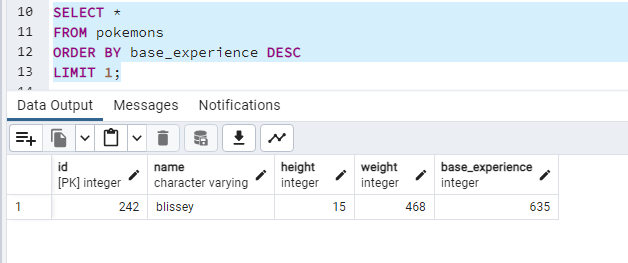 10 SELECT *
11 FROM pokemons
12 ORDER BY base_experience DESC
13 LIMIT 1;
Data Output Messages Notifications
id name height weight base_experience
[PK] integer character varying integer integer integer
1 242 blissey 15 468 635